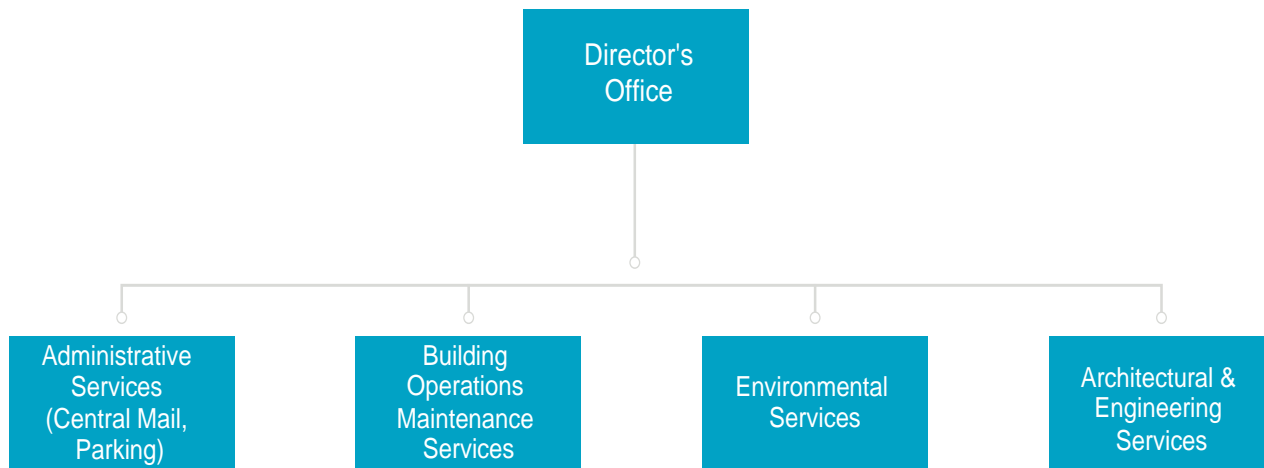 Director's
Office
Administrative
Services
(Central Mail,
Parking)
Building
Operations
Maintenance
Services
Environmental
Services
Architectural &
Engineering
Services